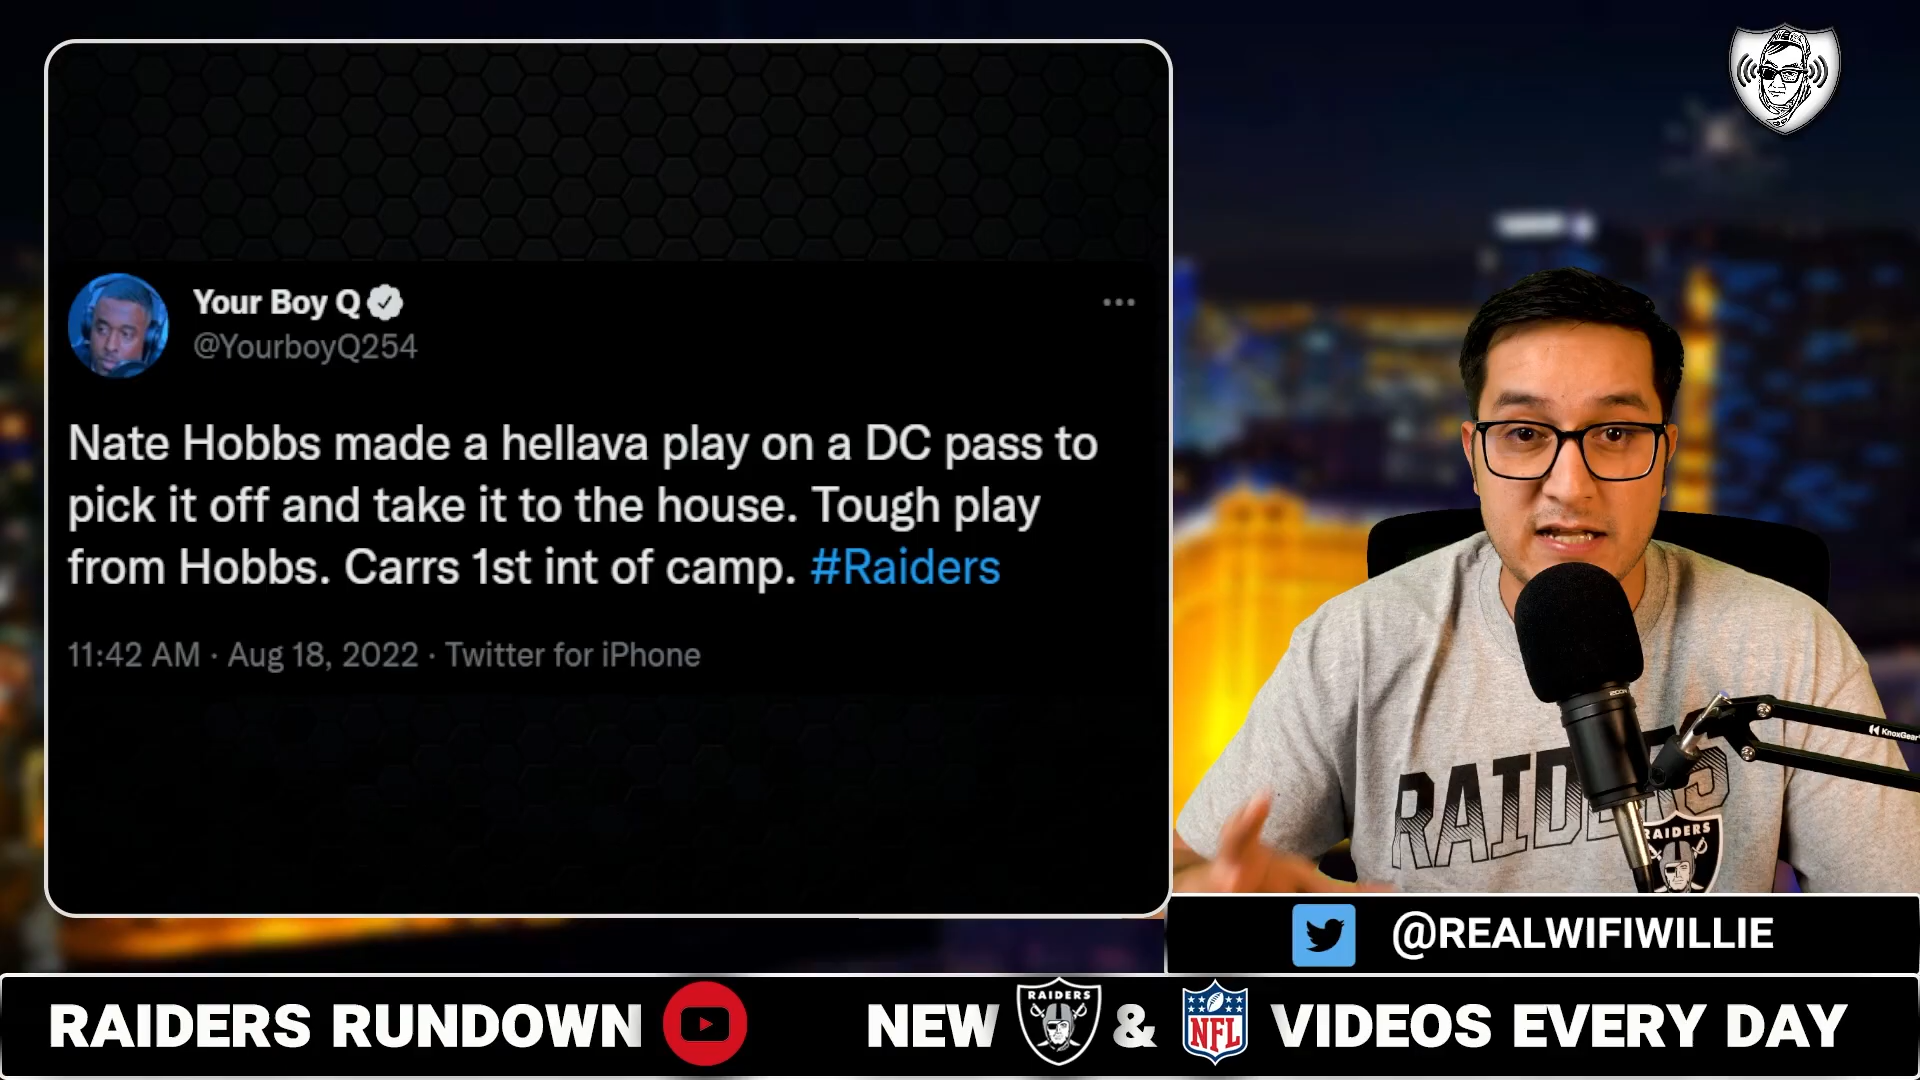 Your Boy Q
@YourboyQ254
Nate Hobbs made a hellava play on a DC pass to
pick it off and take it to the house. Tough play
from Hobbs. Carrs 1st int of camp. #Raiders
11:42 AM · Aug 18, 2022 · Twitter for iPhone
RAIDERS
RAIDERS
KnoxGear
@REALWIFIWILLIE
RAIDERS RUNDOWN
NEW
RAIDERS
&
NFL
VIDEOS EVERY DAY